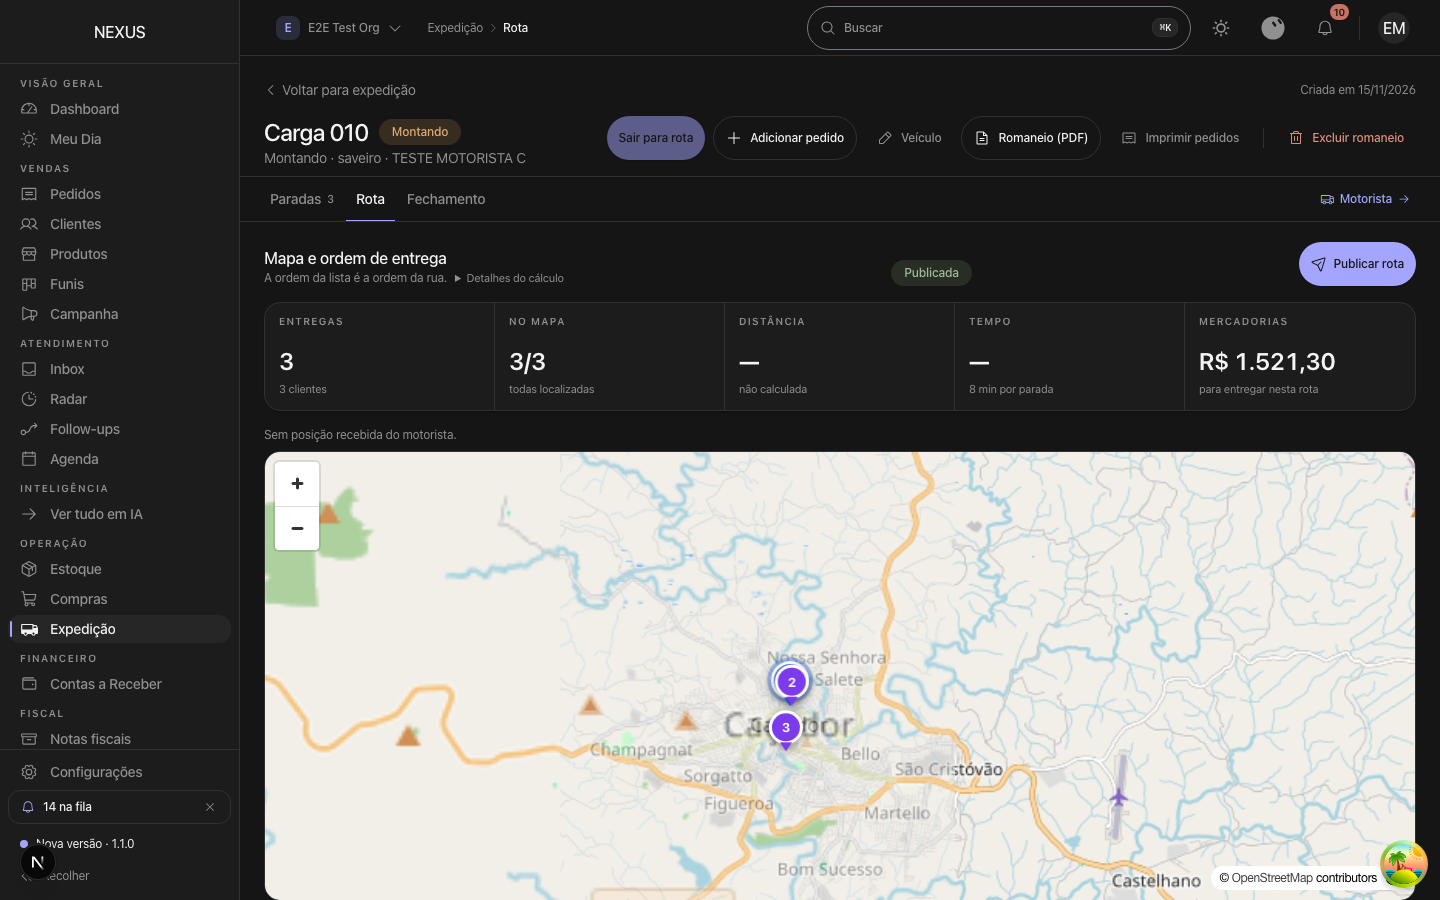 NEXUS
VISÃO GERAL
Dashboard
Meu Dia
VENDAS
Pedidos
Clientes
Produtos
Funis
Campanha
ATENDIMENTO
Inbox
Radar
Follow-ups
Agenda
INTELIGÊNCIA
Ver tudo em IA
OPERAÇÃO
Estoque
Compras
Expedição
FINANCEIRO
Contas a Receber
FISCAL
Notas fiscais
Configurações
14 na fila
Nova versão · 1.1.0
N
E E2E Test Org
Expedição > Rota
Buscar ⌘K
10
EM
Voltar para expedição
Criada em 15/11/2026
Carga 010 Montando
Montando · saveiro · TESTE MOTORISTA C
Sair para rota
Adicionar pedido
Veículo
Romaneio (PDF)
Imprimir pedidos
Excluir romaneio
Paradas 3
Rota
Fechamento
Motorista →
Mapa e ordem de entrega
A ordem da lista é a ordem da rua. ▶ Detalhes do cálculo
Publicada
Publicar rota
ENTREGAS
3
3 clientes
NO MAPA
3/3
todas localizadas
DISTÂNCIA
—
não calculada
TEMPO
—
8 min por parada
MERCADORIAS
R$ 1.521,30
para entregar nesta rota
Sem posição recebida do motorista.
+
−
Nossa Senhora
Salete
2
3
Champagnat
Bello
Sorgatto
São Cristóvão
Figueroa
Martello
Bom Sucesso
Castelhano
© OpenStreetMap contributors